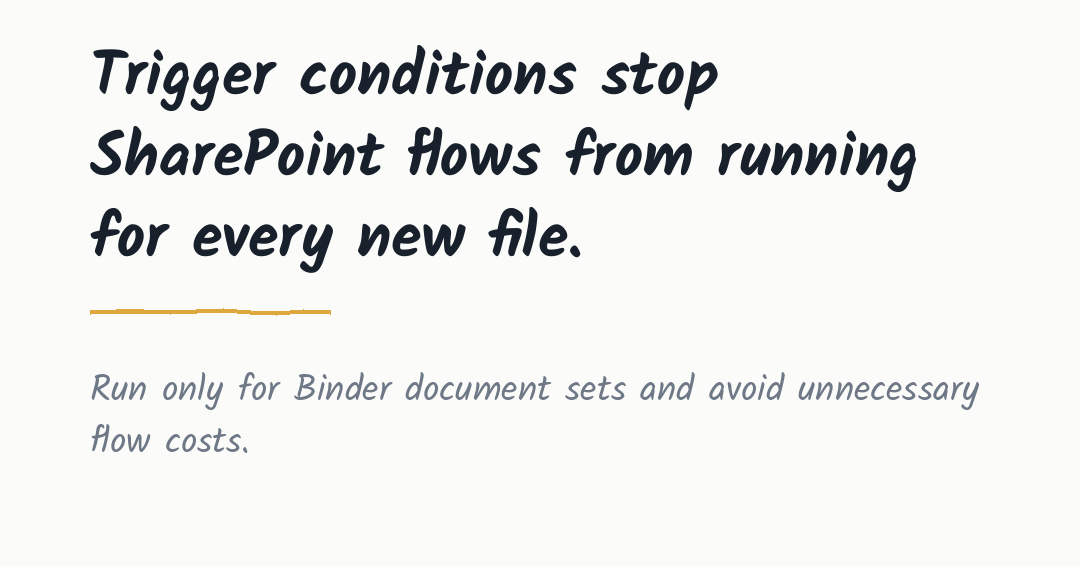 Trigger conditions stop
SharePoint flows from running
for every new file.
Run only for Binder document sets and avoid unnecessary
flow costs.